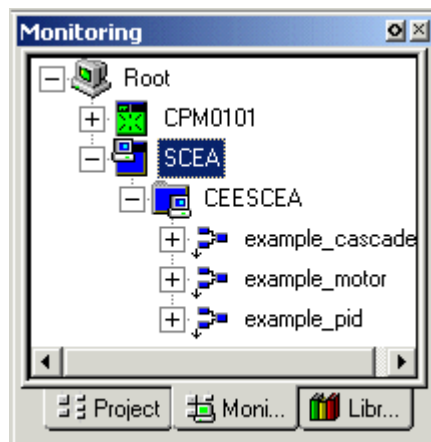 Monitoring
Root
CPM0101
SCEA
CEESCEA
example_cascade
example_motor
example_pid
Project Moni... Libr...